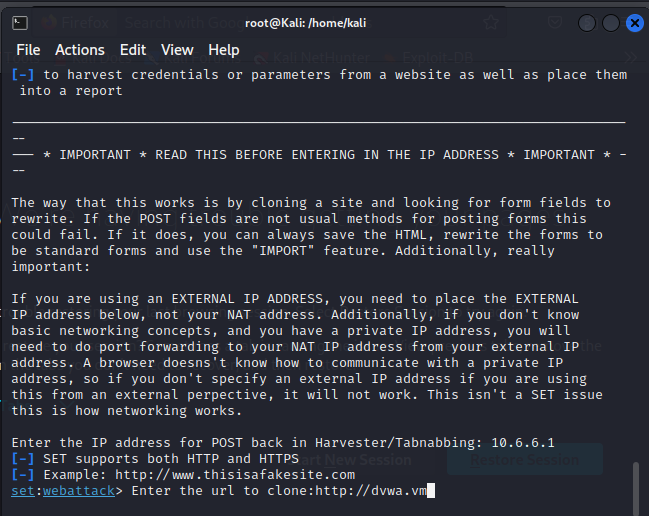 root@Kali: /home/kali
File Actions Edit View Help
[-] to harvest credentials or parameters from a website as well as place them
into a report
-------------------------------------------------------------------------------
--
--- * IMPORTANT * READ THIS BEFORE ENTERING IN THE IP ADDRESS * IMPORTANT * -
--
The way that this works is by cloning a site and looking for form fields to
rewrite. If the POST fields are not usual methods for posting forms this
could fail. If it does, you can always save the HTML, rewrite the forms to
be standard forms and use the "IMPORT" feature. Additionally, really
important:
If you are using an EXTERNAL IP ADDRESS, you need to place the EXTERNAL
IP address below, not your NAT address. Additionally, if you don't know
basic networking concepts, and you have a private IP address, you will
need to do port forwarding to your NAT IP address from your external IP
address. A browser doesns't know how to communicate with a private IP
address, so if you don't specify an external IP address if you are using
this from an external perpective, it will not work. This isn't a SET issue
this is how networking works.
Enter the IP address for POST back in Harvester/Tabnabbing: 10.6.6.1
[-] SET supports both HTTP and HTTPS
[-] Example: http://www.thisisafakesite.com
set:webattack> Enter the url to clone:http://dvwa.vm